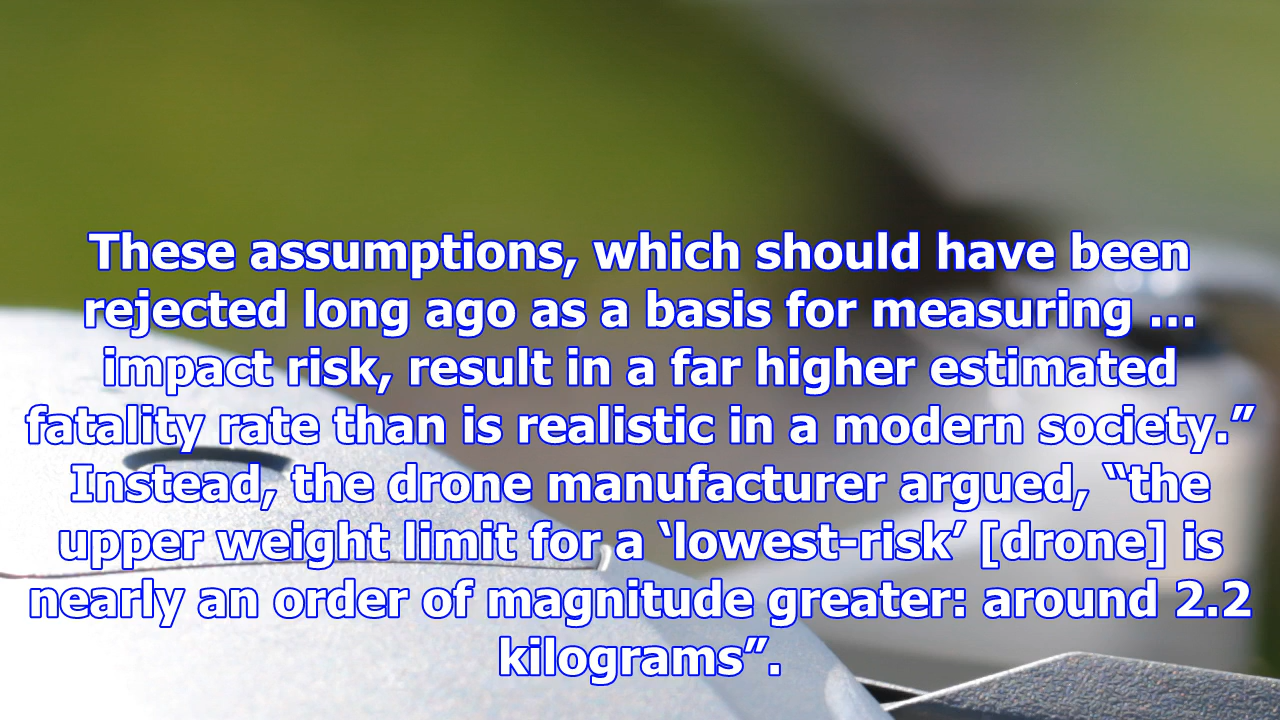 These assumptions, which should have been
rejected long ago as a basis for measuring …
impact risk, result in a far higher estimated
fatality rate than is realistic in a modern society.”
Instead, the drone manufacturer argued, “the
upper weight limit for a ‘lowest-risk’ [drone] is
nearly an order of magnitude greater: around 2.2
kilograms”.